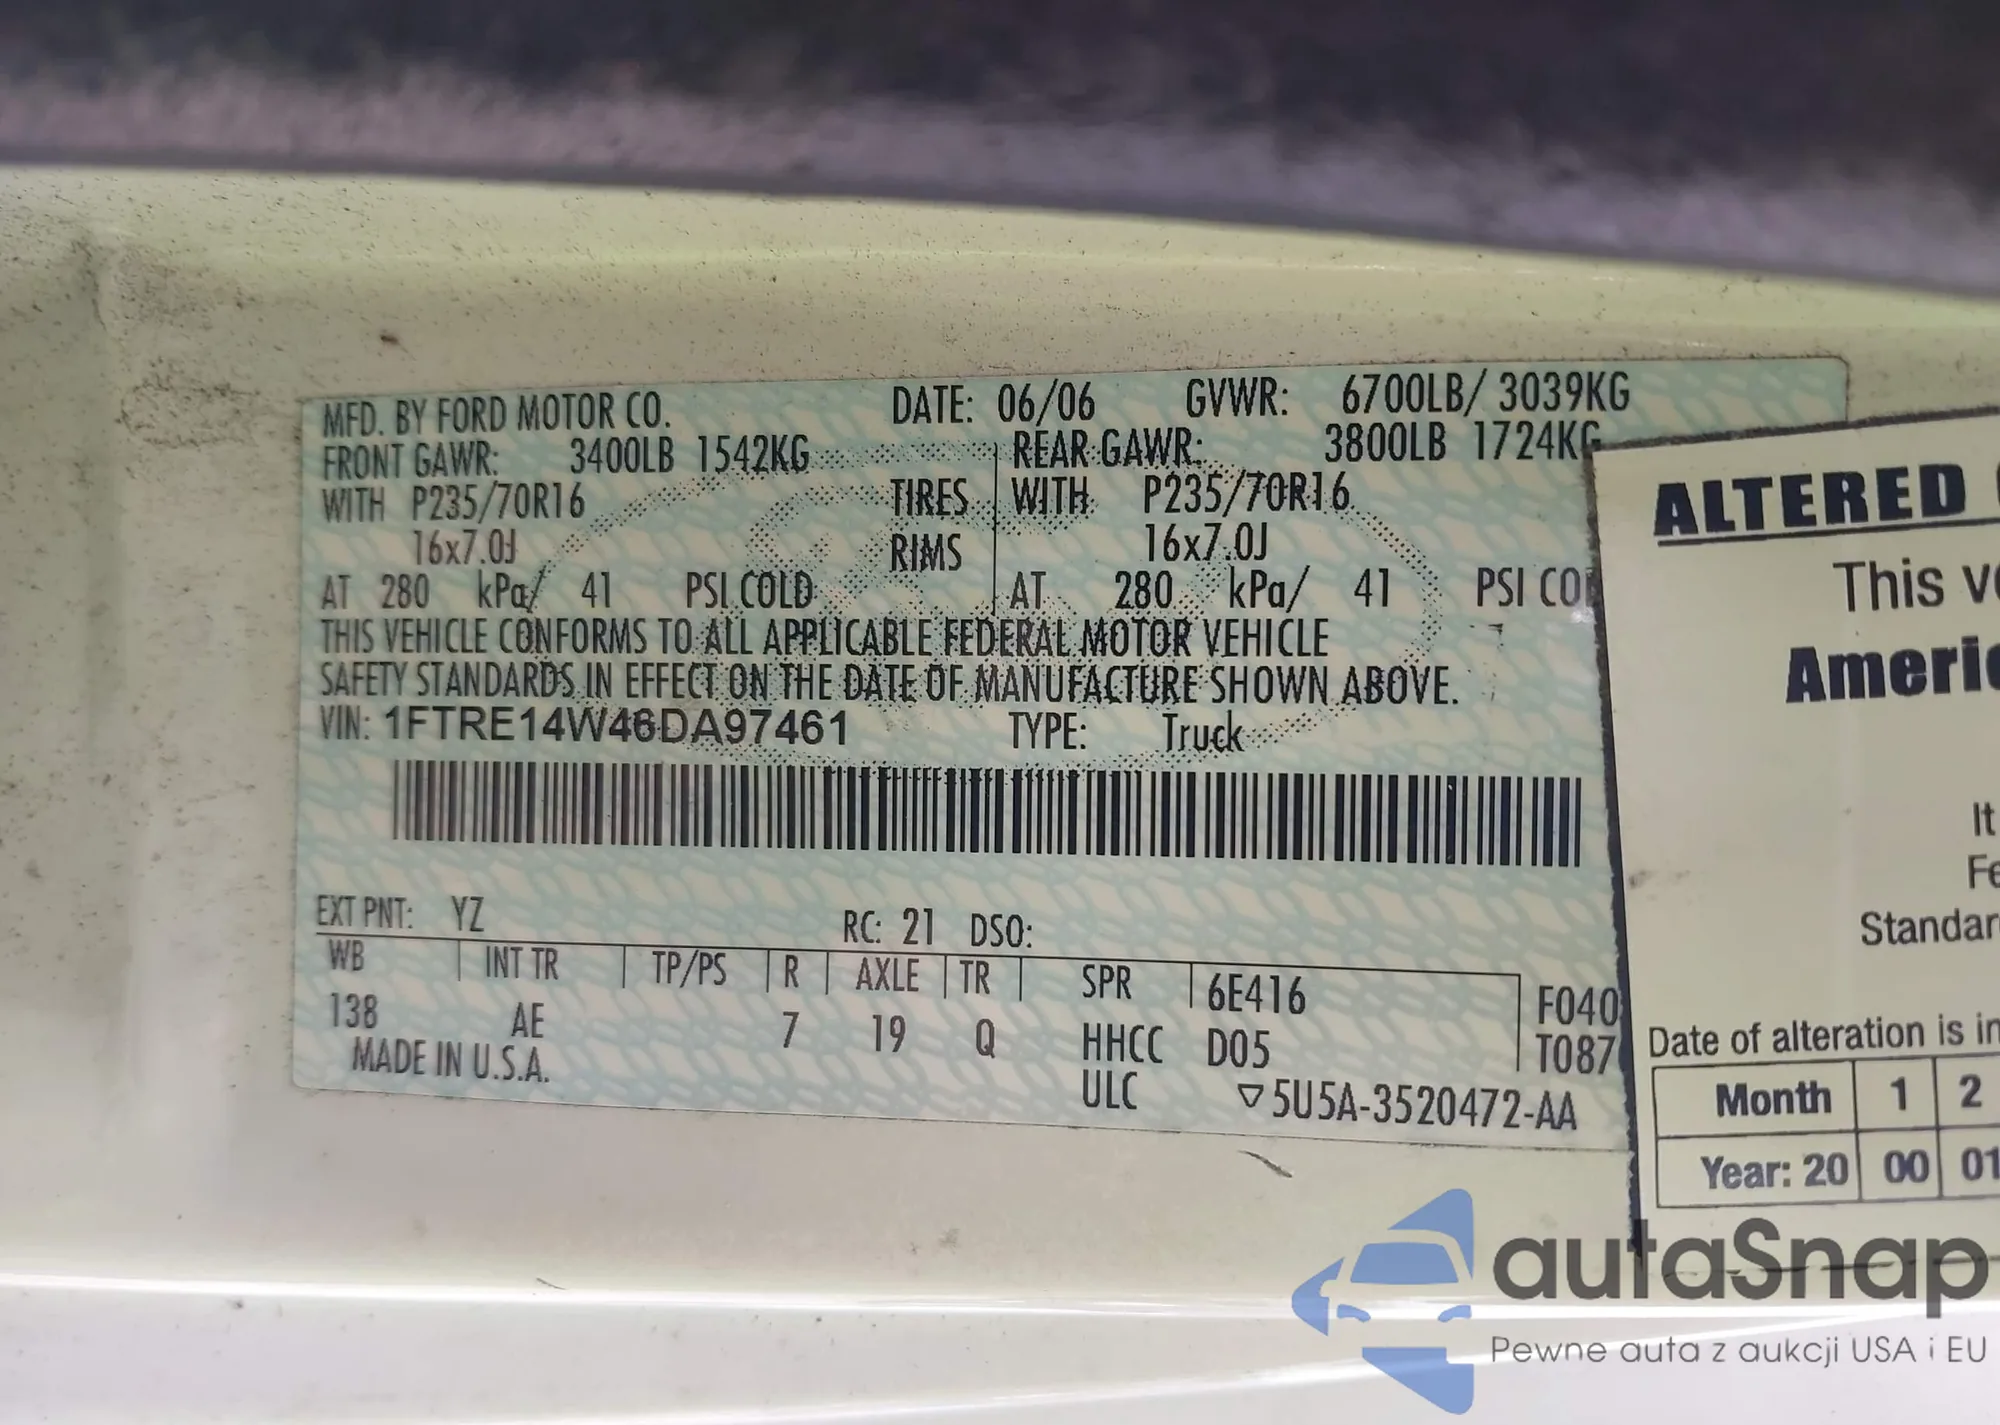 MFD. BY FORD MOTOR CO. DATE: 06/06 GVWR: 6700LB/ 3039KG
FRONT GAWR: 3400LB 1542KG REAR GAWR: 3800LB 1724KG
WITH P235/70R16 TIRES WITH P235/70R16
16x7.0J RIMS 16x7.0J
AT 280 kPa/ 41 PSI COLD AT 280 kPa/ 41 PSI COL
THIS VEHICLE CONFORMS TO ALL APPLICABLE FEDERAL MOTOR VEHICLE
SAFETY STANDARDS IN EFFECT ON THE DATE OF MANUFACTURE SHOWN ABOVE.
VIN: 1FTRE14W46DA97461 TYPE: Truck
EXT PNT: YZ RC: 21 DSO:
WB INT TR TP/PS R AXLE TR SPR 6E416 F040
138 AE 7 19 Q HHCC D05 T087
MADE IN U.S.A. ULC ▽5U5A-3520472-AA
ALTERED
This v
Americ
It
Fe
Standar
Date of alteration is in
Month 1 2
Year: 20 00 01
autaSnap
Pewne auta z aukcji USA i EU